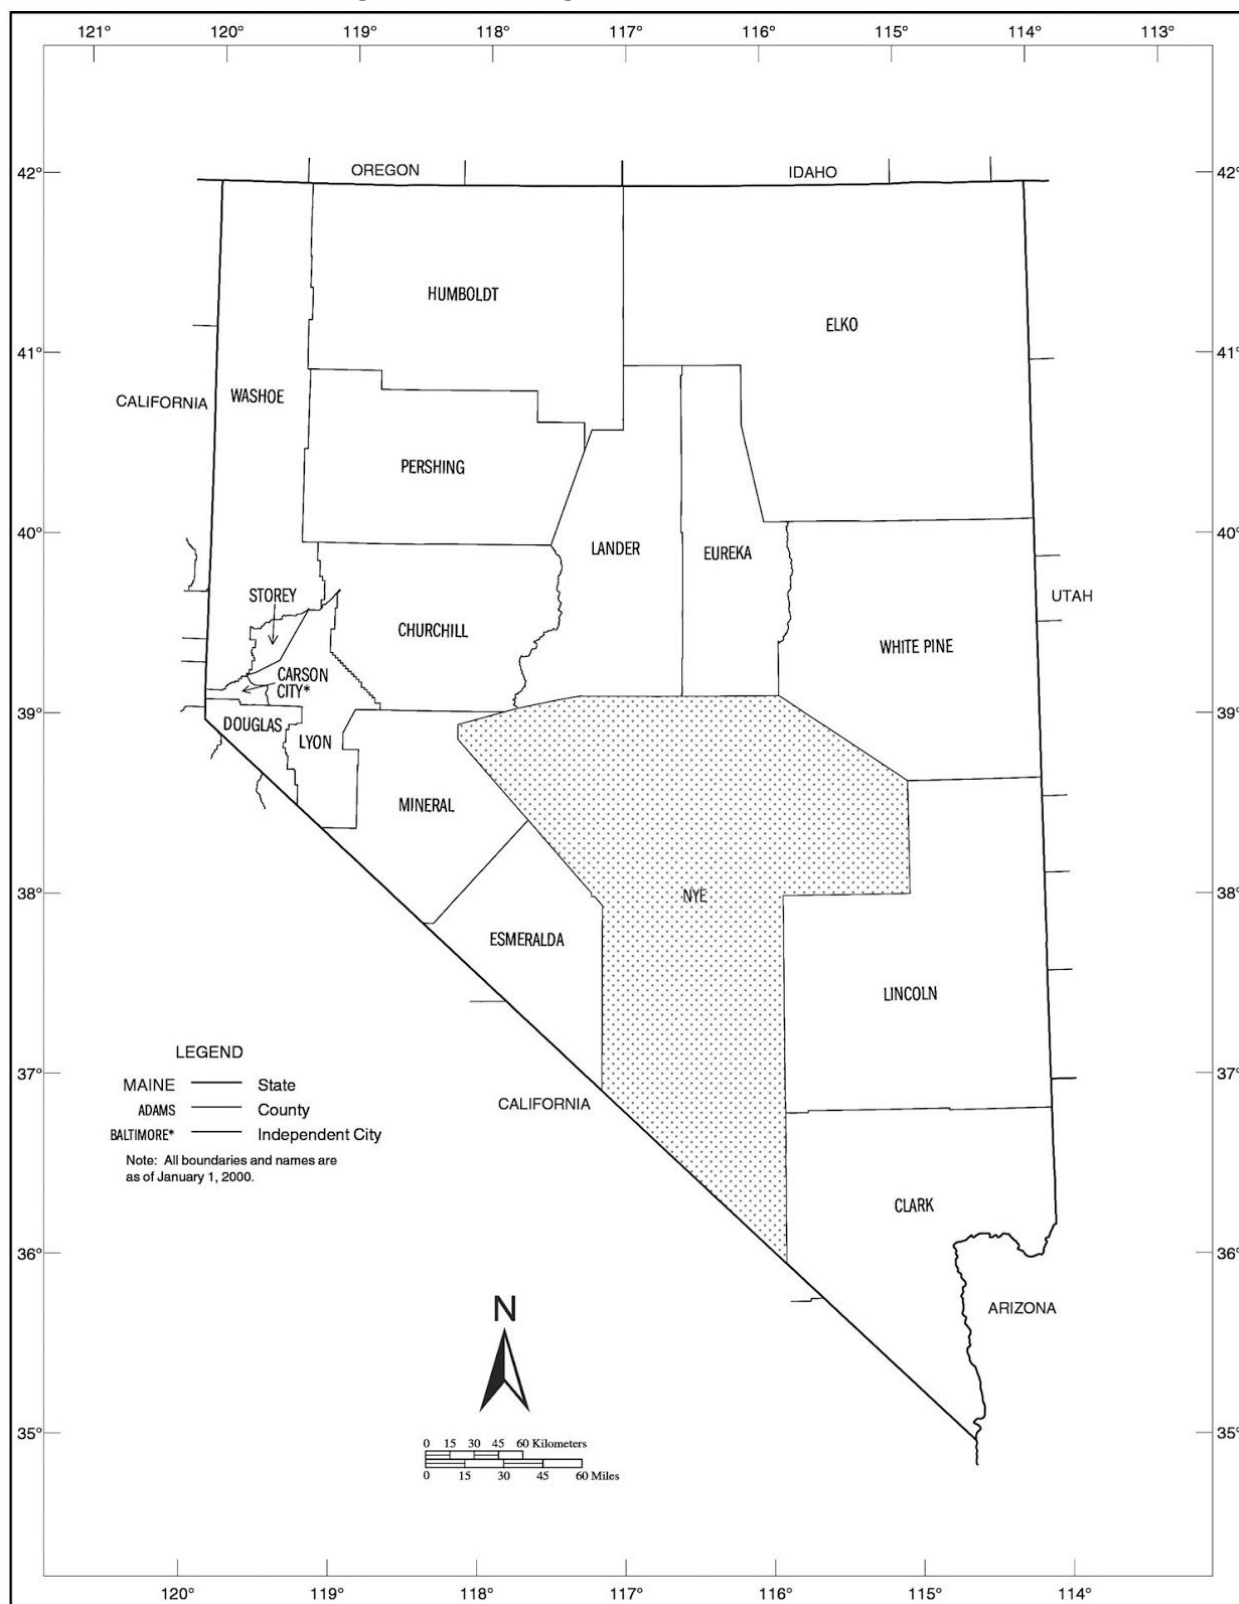 121° 120° 119° 118° 117° 116° 115° 114° 113°
42° OREGON IDAHO 42°
HUMBOLDT
ELKO
41° 41°
CALIFORNIA WASHOE
PERSHING
40° 40°
LANDER EUREKA
STOREY UTAH
CHURCHILL
WHITE PINE
CARSON
CITY*
39° 39°
DOUGLAS LYON
MINERAL
38° NYE 38°
ESMERALDA
LINCOLN
LEGEND
37° 37°
MAINE State
CALIFORNIA
ADAMS County
BALTIMORE* Independent City
Note: All boundaries and names are
as of January 1, 2000.
CLARK
36° 36°
N ARIZONA
35° 35°
0 15 30 45 60 Kilometers
0 15 30 45 60 Miles
120° 119° 118° 117° 116° 115° 114°